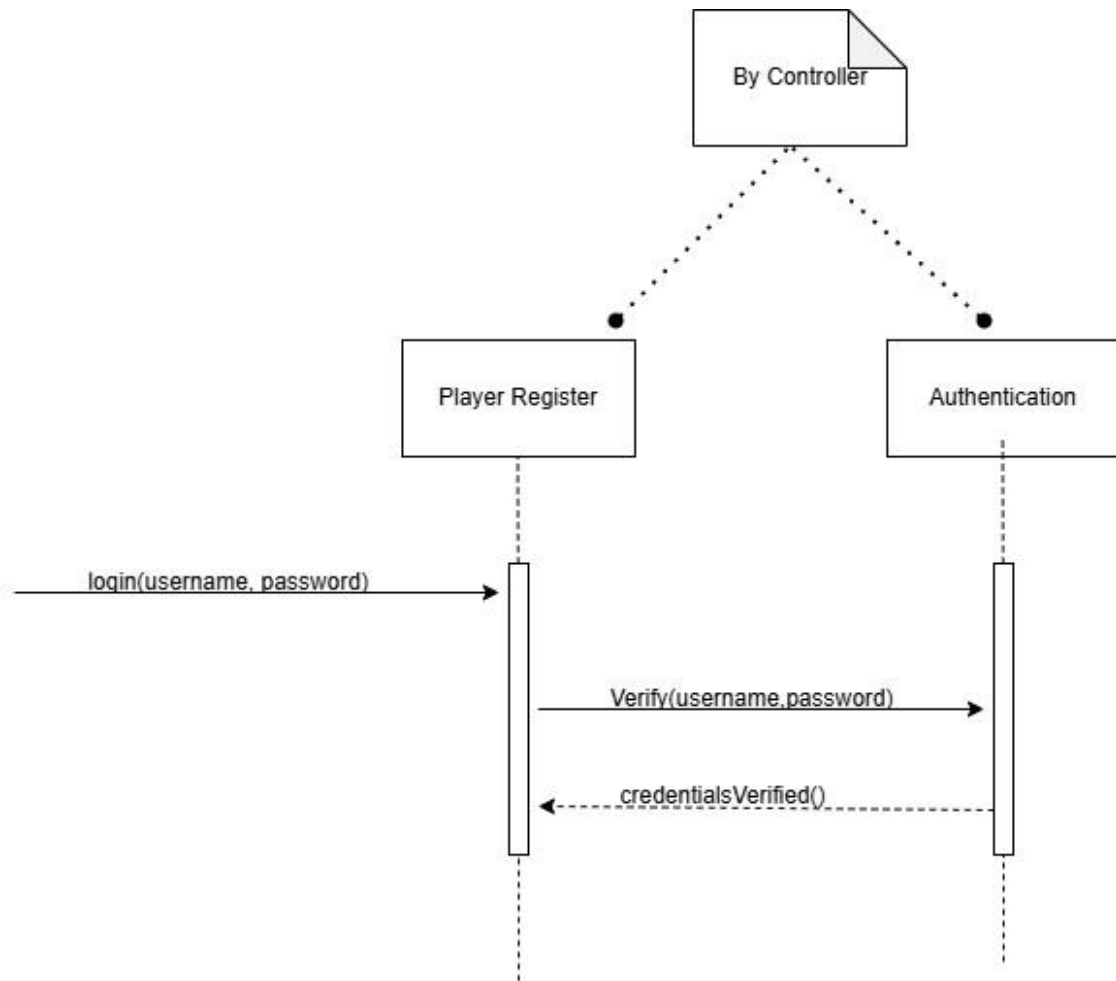 By Controller
Player Register
Authentication
login(username, password)
Verify(username,password)
credentialsVerified()